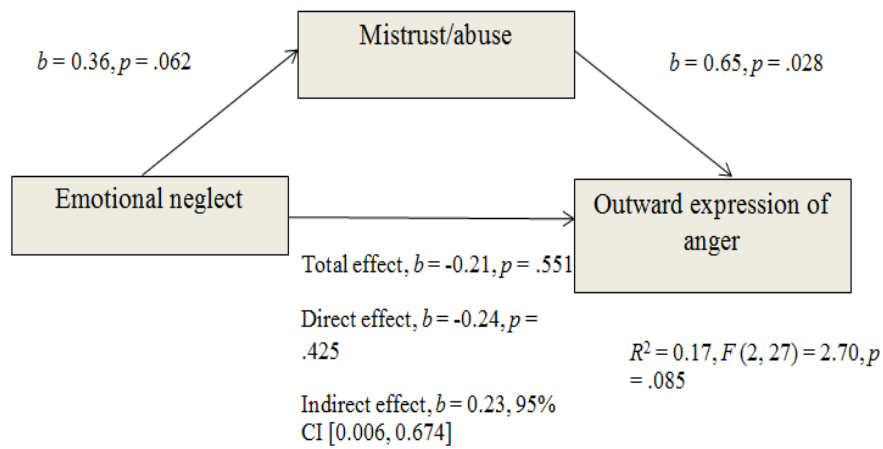 Mistrust/abuse
b = 0.36, p = .062
b = 0.65, p = .028
Emotional neglect
Outward expression of
anger
Total effect, b = -0.21, p = .551
Direct effect, b = -0.24, p =
.425
Indirect effect, b = 0.23, 95%
CI [0.006, 0.674]
R² = 0.17, F (2, 27) = 2.70, p
= .085